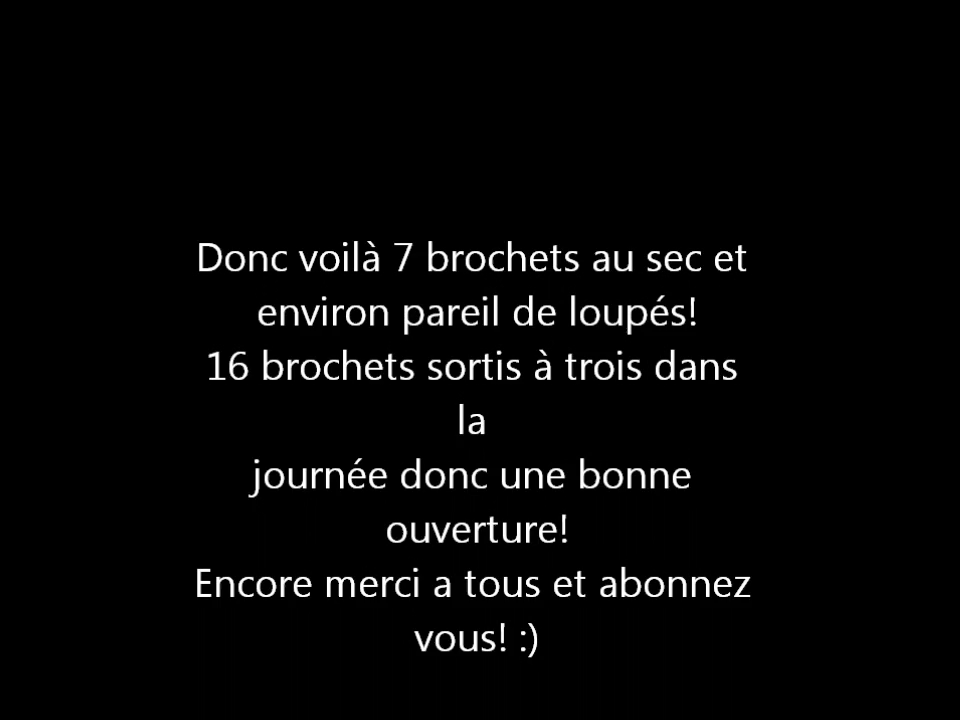 Donc voilà 7 brochets au sec et
environ pareil de loupés!
16 brochets sortis à trois dans
la
journée donc une bonne
ouverture!
Encore merci a tous et abonnez
vous! :)